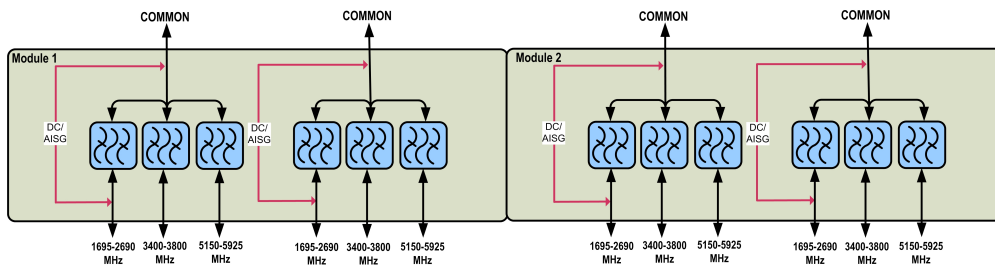 COMMON
COMMON
COMMON
COMMON
Module 1
Module 2
DC/
AISG
DC/
AISG
DC/
AISG
DC/
AISG
1695-2690
MHz
3400-3800
MHz
5150-5925
MHz
1695-2690
MHz
3400-3800
MHz
5150-5925
MHz
1695-2690
MHz
3400-3800
MHz
5150-5925
MHz
1695-2690
MHz
3400-3800
MHz
5150-5925
MHz